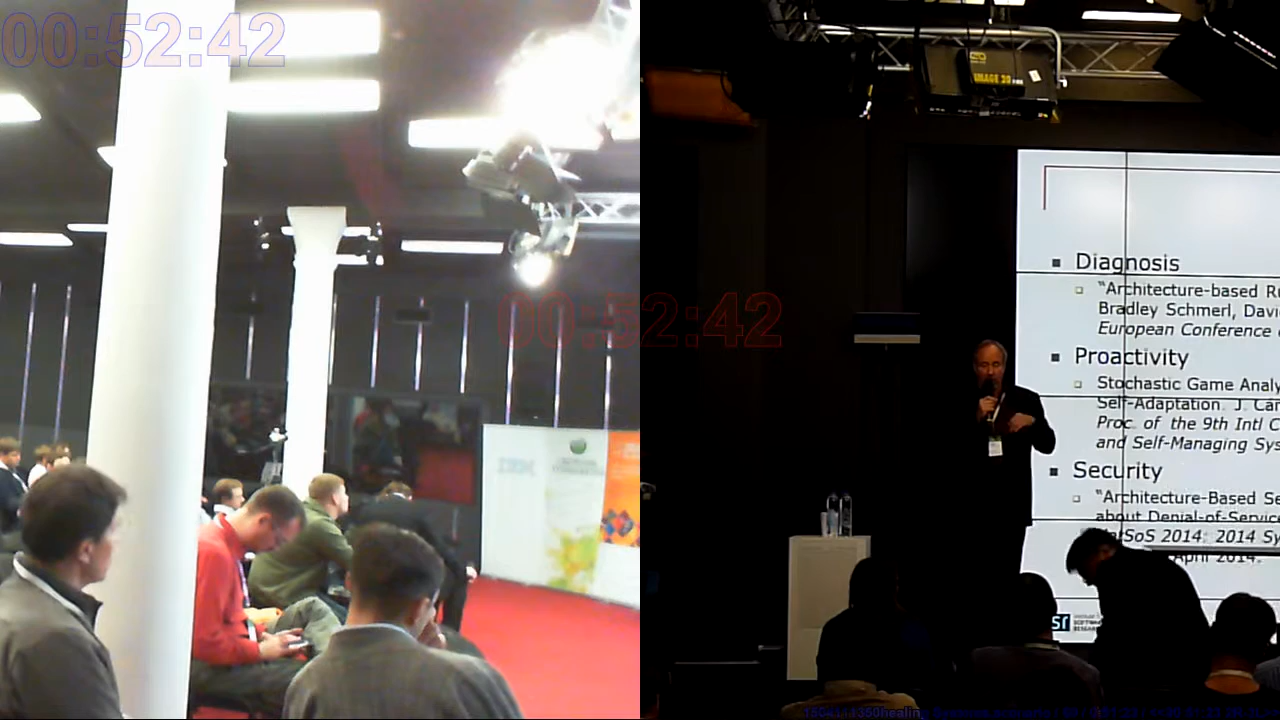 00:52:42
00:52:42
IMAGE 20
IBM
Diagnosis
"Architecture-based Ru
Bradley Schmerl, Davi
European Conference
Proactivity
Stochastic Game Analy
Self-Adaptation. J. Car
Proc. of the 9th Intl C
and Self-Managing Sys
Security
"Architecture-Based Se
about Denial-of-Servic
SoS 2014: 2014 Sy
April 2014.